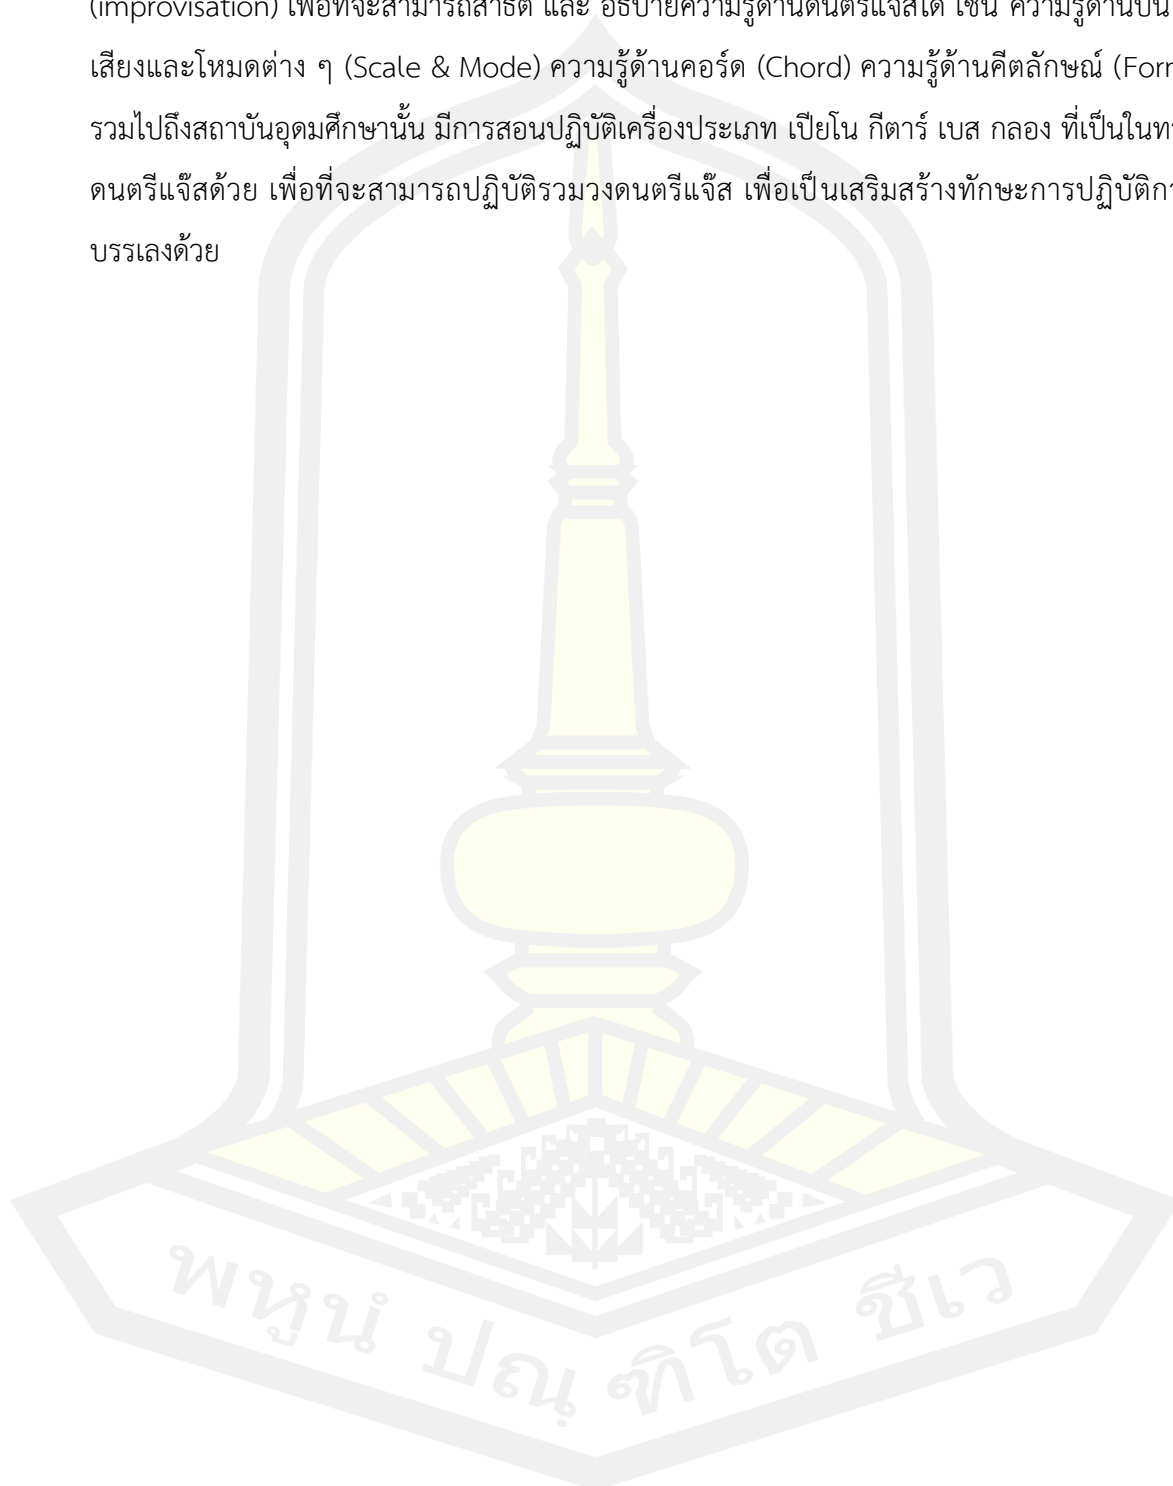 (improvisation) เพื่อที่จะสามารถสาธิต และ อธิบายความรู้ด้านดนตรีแจ๊สได้ เช่น ความรู้ด้านบัน
เสียงและโหมดต่าง ๆ (Scale & Mode) ความรู้ด้านคอร์ด (Chord) ความรู้ด้านคีตลักษณ์ (For
รวมไปถึงสถาบันอุดมศึกษานั้น มีการสอนปฏิบัติเครื่องประเภท เปียโน กีตาร์ เบส กลอง ที่เป็นในท
ดนตรีแจ๊สด้วย เพื่อที่จะสามารถปฏิบัติรวมวงดนตรีแจ๊ส เพื่อเป็นเสริมสร้างทักษะการปฏิบัติก
บรรเลงด้วย
พหูนํ ปณฺ ฑิโต ชีเว